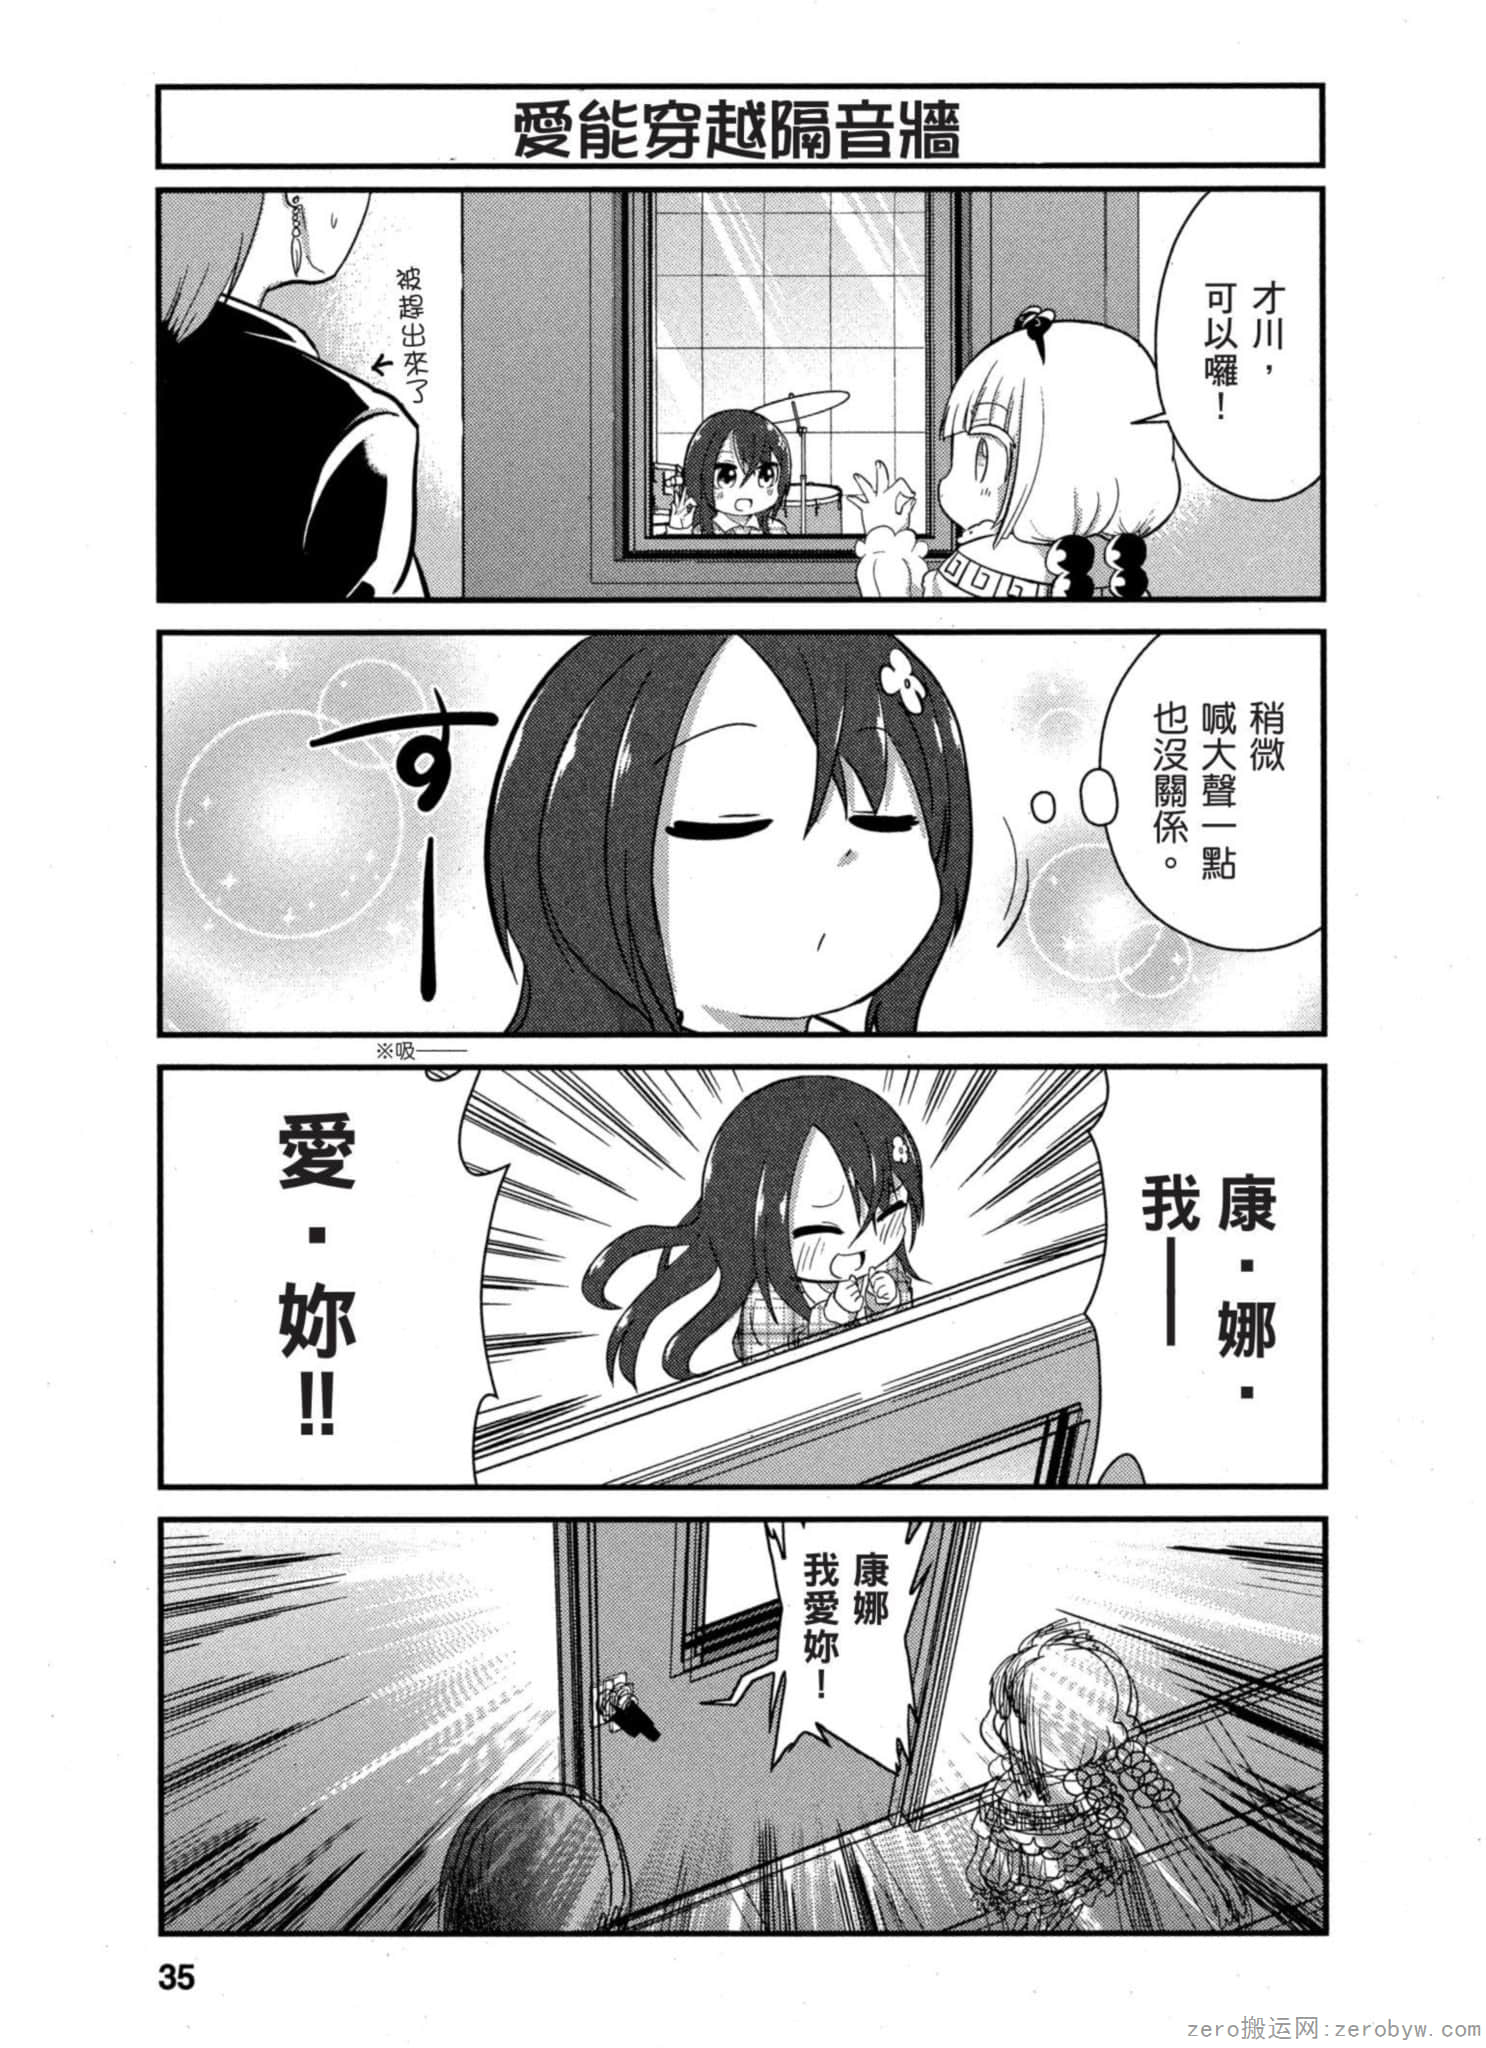 愛能穿越隔音牆
才川，
可以囉！
被趕出來了
稍微
喊大聲一點
也沒關係。
すー
※吸——
康・娜・
我——
愛・妳!!
康娜
我愛妳！
35
zero搬运网:zerobyw.com